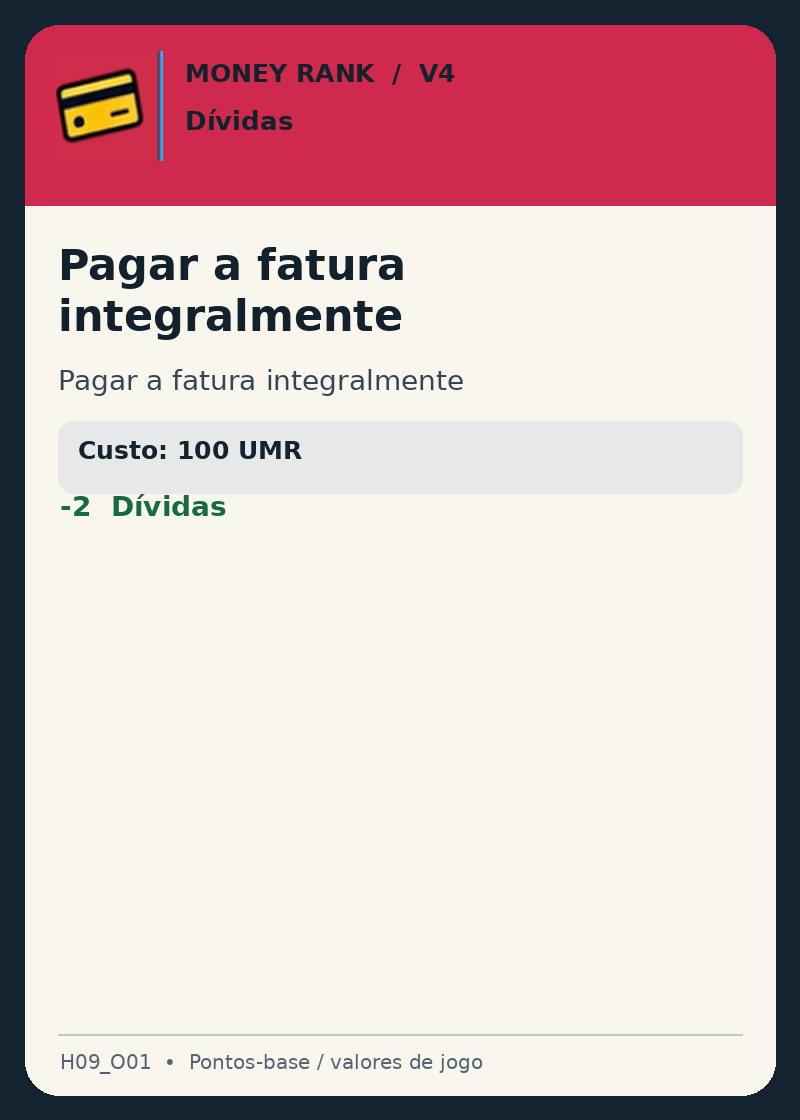 MONEY RANK / V4
Dívidas
Pagar a fatura
integralmente
Pagar a fatura integralmente
Custo: 100 UMR
-2 Dívidas
H09_O01 • Pontos-base / valores de jogo